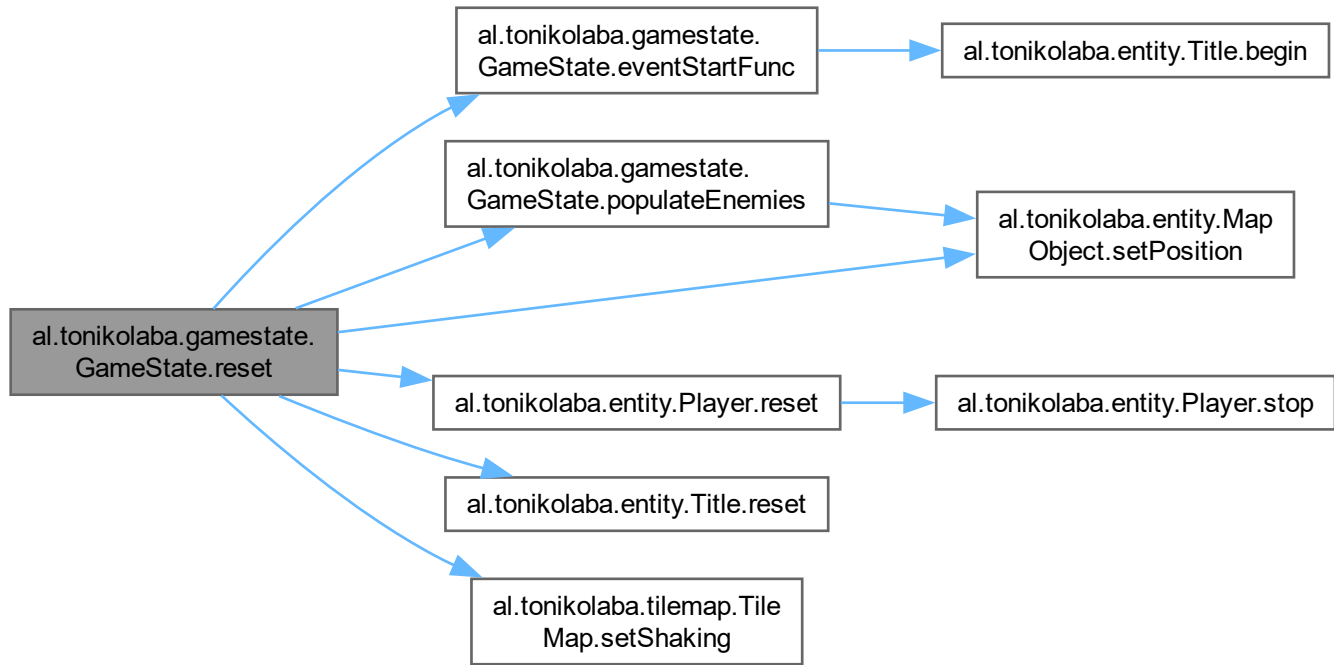 al.tonikolaba.gamestate.
GameState.eventStartFunc
al.tonikolaba.entity.Title.begin
al.tonikolaba.gamestate.
GameState.populateEnemies
al.tonikolaba.entity.Map
Object.setPosition
al.tonikolaba.gamestate.
GameState.reset
al.tonikolaba.entity.Player.reset
al.tonikolaba.entity.Player.stop
al.tonikolaba.entity.Title.reset
al.tonikolaba.tilemap.Tile
Map.setShaking